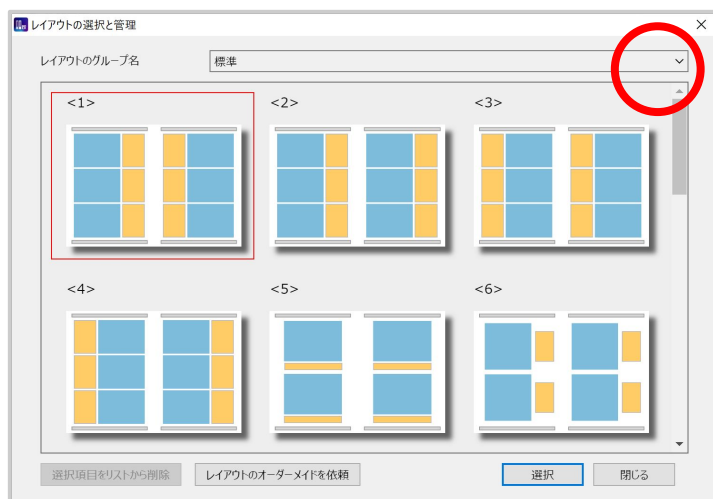 レイアウトの選択と管理
レイアウトのグループ名 標準
<1> <2> <3>
<4> <5> <6>
選択項目をリストから削除 レイアウトのオーダーメイドを依頼 選択 閉じる